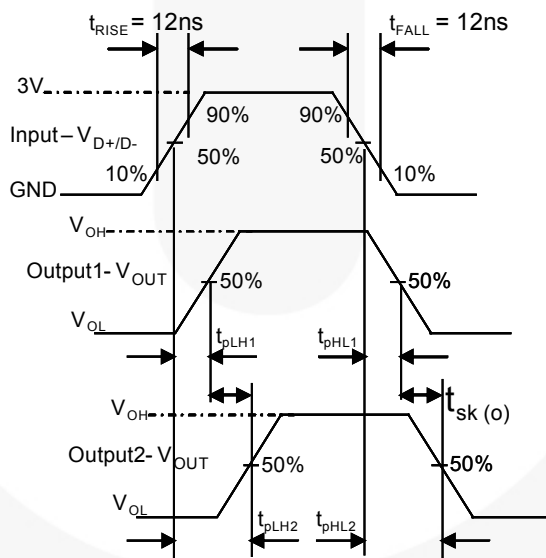 tRISE = 12ns tFALL = 12ns
3V
90% 90%
Input – VD+/D-
50% 50%
10% 10%
GND
VOH
Output1- VOUT
50% 50%
VOL
tpLH1 tpHL1
VOH
tsk (o)
Output2- VOUT
50% 50%
VOL
tpLH2 tpHL2